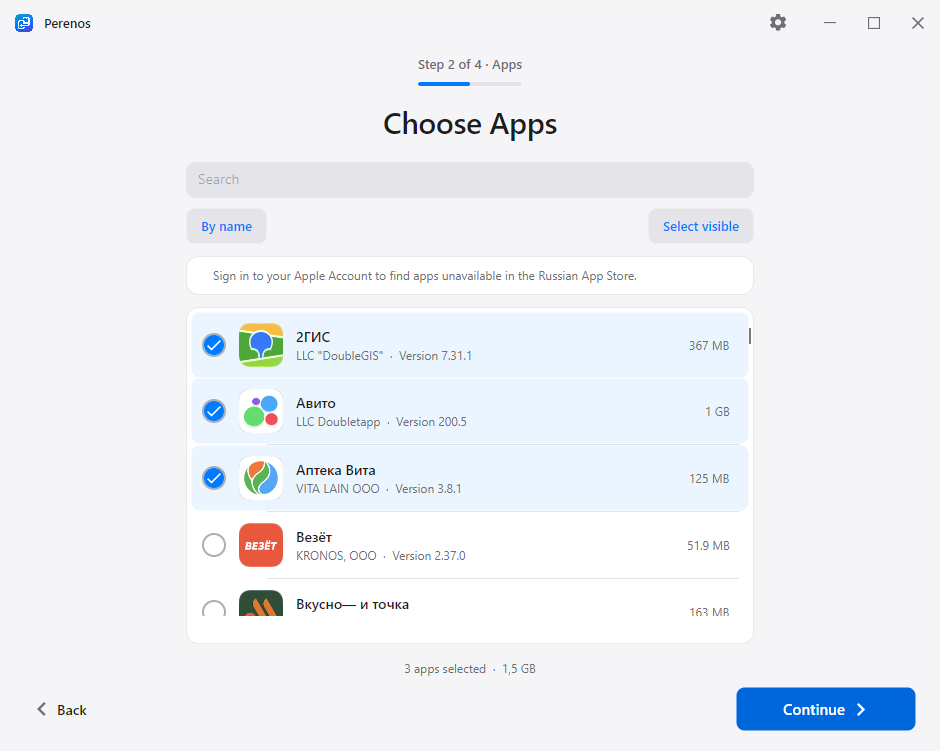 Perenos
Step 2 of 4 · Apps
Choose Apps
Search
By name
Select visible
Sign in to your Apple Account to find apps unavailable in the Russian App Store.
2ГИС
LLC "DoubleGIS" · Version 7.31.1
367 MB
Авито
LLC Doubletapp · Version 200.5
1 GB
Аптека Вита
VITA LAIN OOO · Version 3.8.1
125 MB
ВЕЗЁТ
Везёт
KRONOS, OOO · Version 2.37.0
51.9 MB
Вкусно— и точка
163 MB
3 apps selected · 1,5 GB
Back
Continue